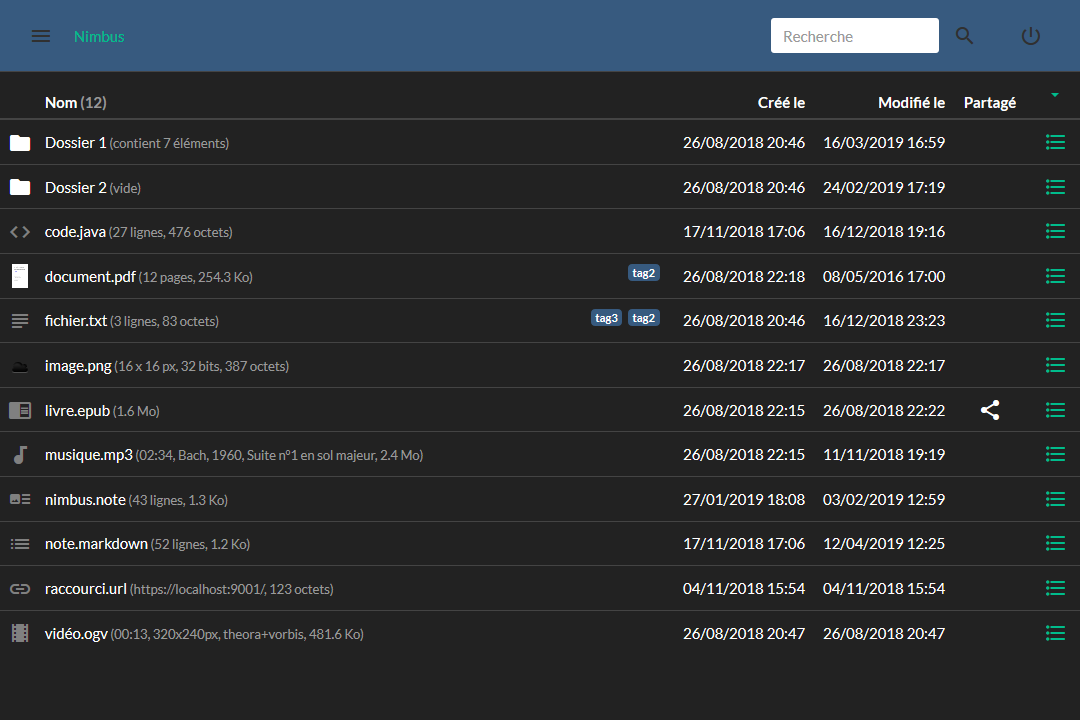 Nimbus Recherche
Nom (12) Créé le Modifié le Partagé
Dossier 1 (contient 7 éléments) 26/08/2018 20:46 16/03/2019 16:59
Dossier 2 (vide) 26/08/2018 20:46 24/02/2019 17:19
code.java (27 lignes, 476 octets) 17/11/2018 17:06 16/12/2018 19:16
document.pdf (12 pages, 254.3 Ko) tag2 26/08/2018 22:18 08/05/2016 17:00
fichier.txt (3 lignes, 83 octets) tag3 tag2 26/08/2018 20:46 16/12/2018 23:23
image.png (16 x 16 px, 32 bits, 387 octets) 26/08/2018 22:17 26/08/2018 22:17
livre.epub (1.6 Mo) 26/08/2018 22:15 26/08/2018 22:22
musique.mp3 (02:34, Bach, 1960, Suite n°1 en sol majeur, 2.4 Mo) 26/08/2018 22:15 11/11/2018 19:19
nimbus.note (43 lignes, 1.3 Ko) 27/01/2019 18:08 03/02/2019 12:59
note.markdown (52 lignes, 1.2 Ko) 17/11/2018 17:06 12/04/2019 12:25
raccourci.url (https://localhost:9001/, 123 octets) 04/11/2018 15:54 04/11/2018 15:54
vidéo.ogv (00:13, 320x240px, theora+vorbis, 481.6 Ko) 26/08/2018 20:47 26/08/2018 20:47